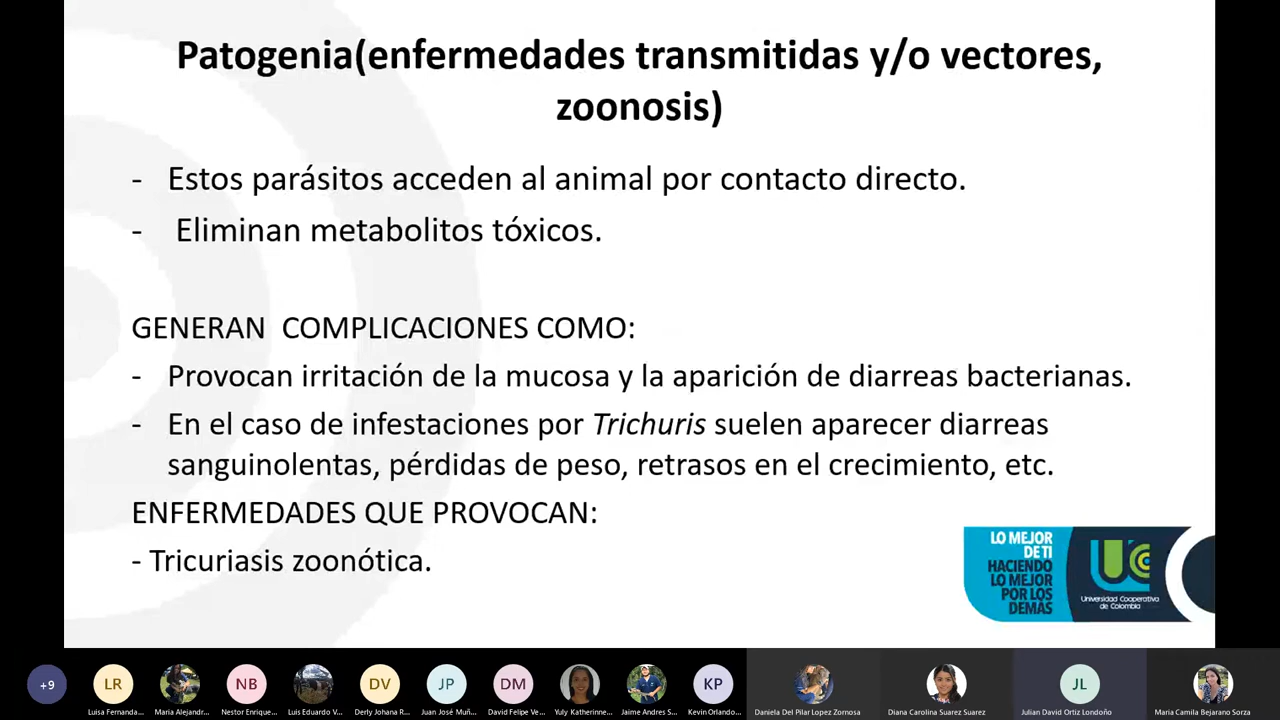 Patogenia(enfermedades transmitidas y/o vectores,
zoonosis)
- Estos parásitos acceden al animal por contacto directo.
- Eliminan metabolitos tóxicos.
GENERAN COMPLICACIONES COMO:
- Provocan irritación de la mucosa y la aparición de diarreas bacterianas.
- En el caso de infestaciones por Trichuris suelen aparecer diarreas
sanguinolentas, pérdidas de peso, retrasos en el crecimiento, etc.
ENFERMEDADES QUE PROVOCAN:
- Tricuriasis zoonótica.
LO MEJOR
DE TI
HACIENDO
LO MEJOR
POR LOS
DEMÁS
UCC
Universidad Cooperativa
de Colombia
+9
LR
NB
DV
JP
DM
KP
JL
Luisa Fernanda...
Maria Alejandr...
Nestor Enrique...
Luis Eduardo V...
Derly Johana R...
Juan José Muñ...
David Felipe Ve...
Yuly Katherinne...
Jaime Andres S...
Kevin Orlando...
Daniela Del Pilar Lopez Zornosa
Diana Carolina Suarez Suarez
Julian David Ortiz Londoño
Maria Camila Bejarano Sorza